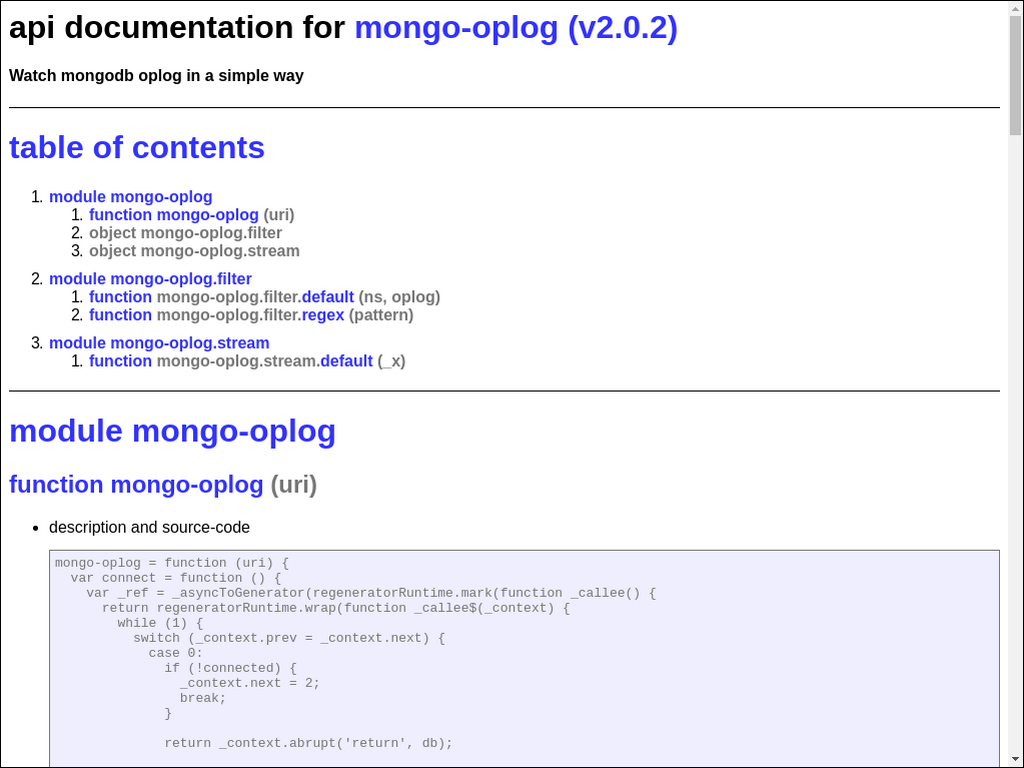 api documentation for mongo-oplog (v2.0.2)
Watch mongodb oplog in a simple way
table of contents
1. module mongo-oplog
1. function mongo-oplog (uri)
2. object mongo-oplog.filter
3. object mongo-oplog.stream
2. module mongo-oplog.filter
1. function mongo-oplog.filter.default (ns, oplog)
2. function mongo-oplog.filter.regex (pattern)
3. module mongo-oplog.stream
1. function mongo-oplog.stream.default (_x)
module mongo-oplog
function mongo-oplog (uri)
• description and source-code
mongo-oplog = function (uri) {
  var connect = function () {
    var _ref = _asyncToGenerator(regeneratorRuntime.mark(function _callee() {
      return regeneratorRuntime.wrap(function _callee$(_context) {
        while (1) {
          switch (_context.prev = _context.next) {
            case 0:
              if (!connected) {
                _context.next = 2;
                break;
              }
              return _context.abrupt('return', db);